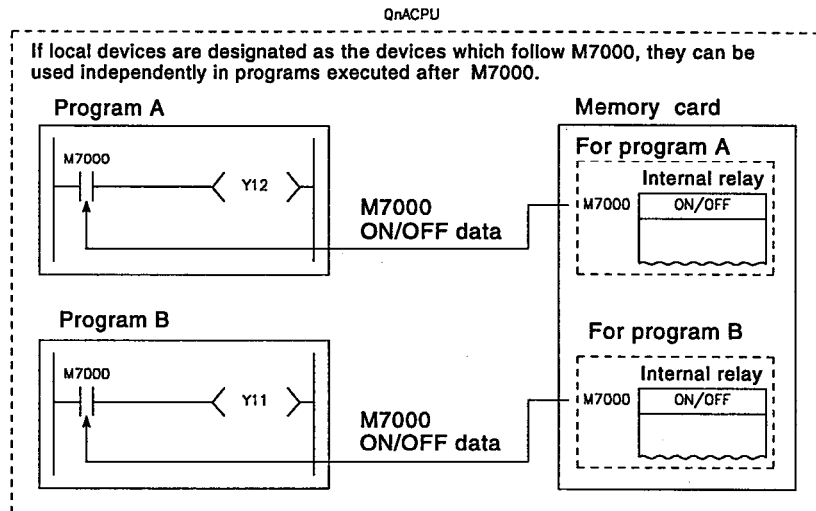 QnACPU
If local devices are designated as the devices which follow M7000, they can be
used independently in programs executed after M7000.
Program A
Memory card
M7000
Y12
M7000
ON/OFF data
For program A
Internal relay
M7000
ON/OFF
Program B
M7000
Y11
M7000
ON/OFF data
For program B
Internal relay
M7000
ON/OFF